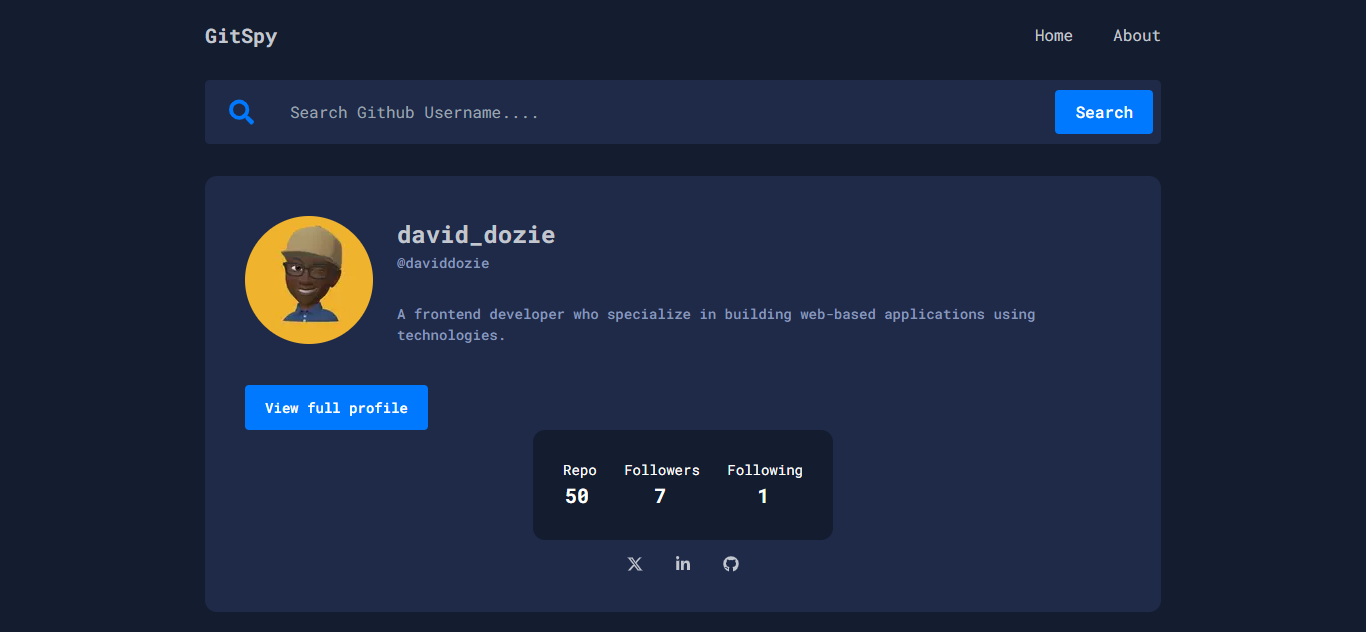 GitSpy
Home About
Search Github Username....
Search
david_dozie
@daviddozie
A frontend developer who specialize in building web-based applications using
technologies.
View full profile
Repo Followers Following
50 7 1